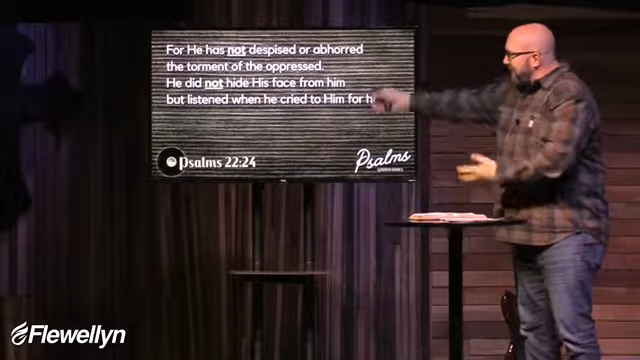 For He has not despised or abhorred
the torment of the oppressed.
He did not hide His face from him
but listened when he cried to Him for
Psalms 22:24
Psalms
Flewellyn